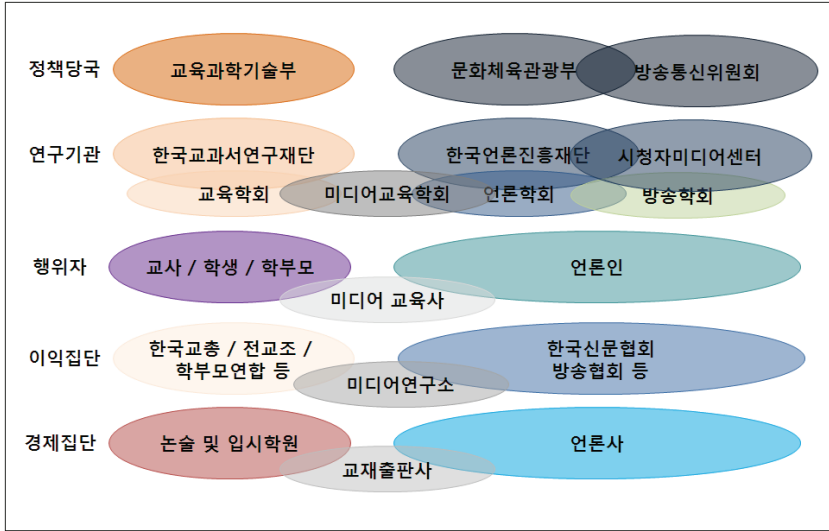 정책당국 교육과학기술부 문화체육관광부 방송통신위원회
연구기관 한국교과서연구재단 한국언론진흥재단 시청자미디어센터
교육학회 미디어교육학회 언론학회 방송학회
행위자 교사 / 학생 / 학부모 언론인
미디어 교육사
이익집단 한국교총 / 전교조 / 한국신문협회
학부모연합 등 방송협회 등
미디어연구소
경제집단 논술 및 입시학원 언론사
교재출판사